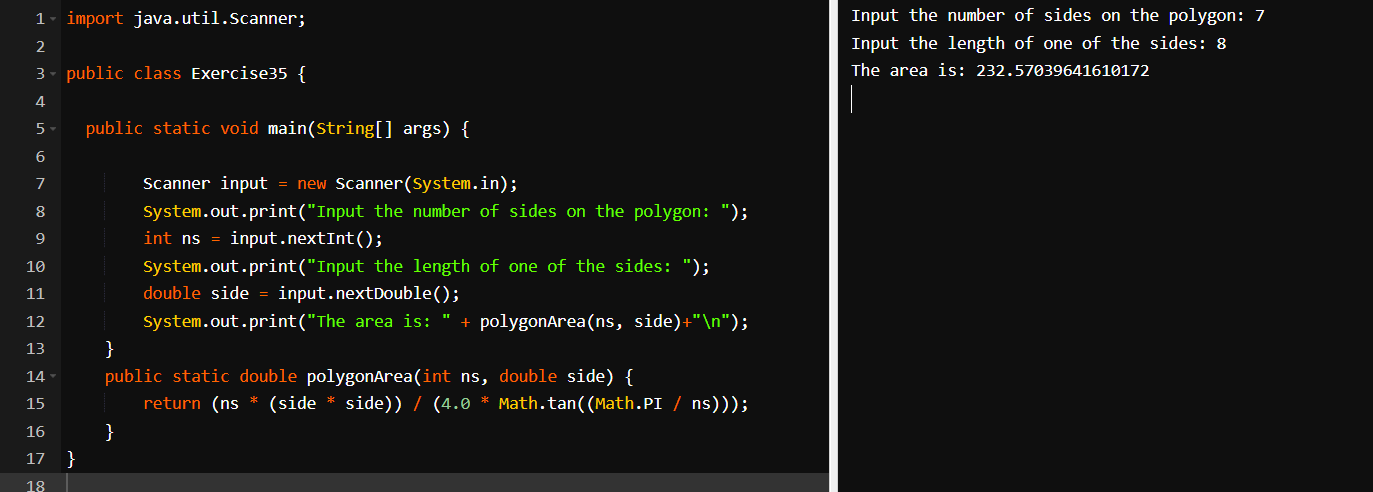 1 import java.util.Scanner;
2
3 public class Exercise35 {
4
5   public static void main(String[] args) {
6
7         Scanner input = new Scanner(System.in);
8         System.out.print("Input the number of sides on the polygon: ");
9         int ns = input.nextInt();
10         System.out.print("Input the length of one of the sides: ");
11         double side = input.nextDouble();
12         System.out.print("The area is: " + polygonArea(ns, side)+"\n");
13     }
14     public static double polygonArea(int ns, double side) {
15         return (ns * (side * side)) / (4.0 * Math.tan((Math.PI / ns)));
16     }
17 }
18
Input the number of sides on the polygon: 7
Input the length of one of the sides: 8
The area is: 232.57039641610172